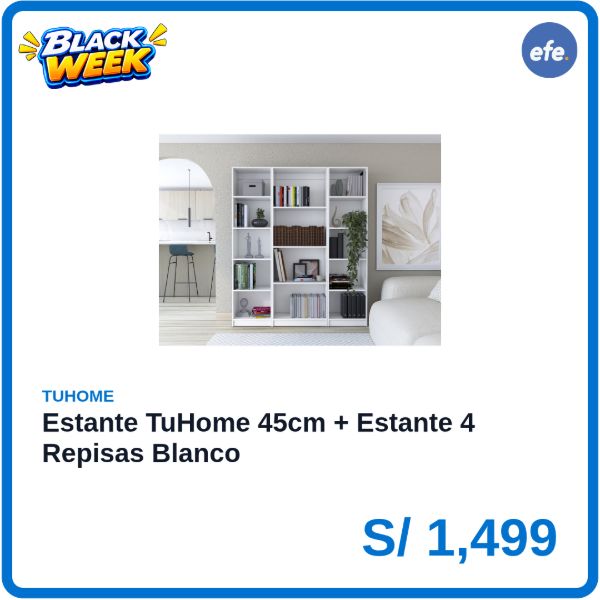 BLACK
WEEK
efe.
TUHOME
Estante TuHome 45cm + Estante 4
Repisas Blanco
S/ 1,499